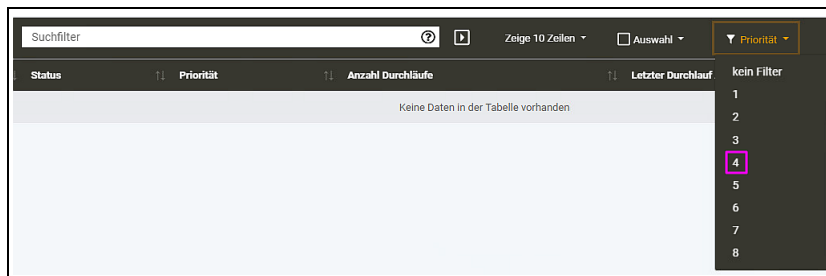 Suchfilter
Zeige 10 Zeilen
Auswahl
Priorität
Status
Priorität
Anzahl Durchläufe
Letzter Durchlauf
Keine Daten in der Tabelle vorhanden
kein Filter
1
2
3
4
5
6
7
8